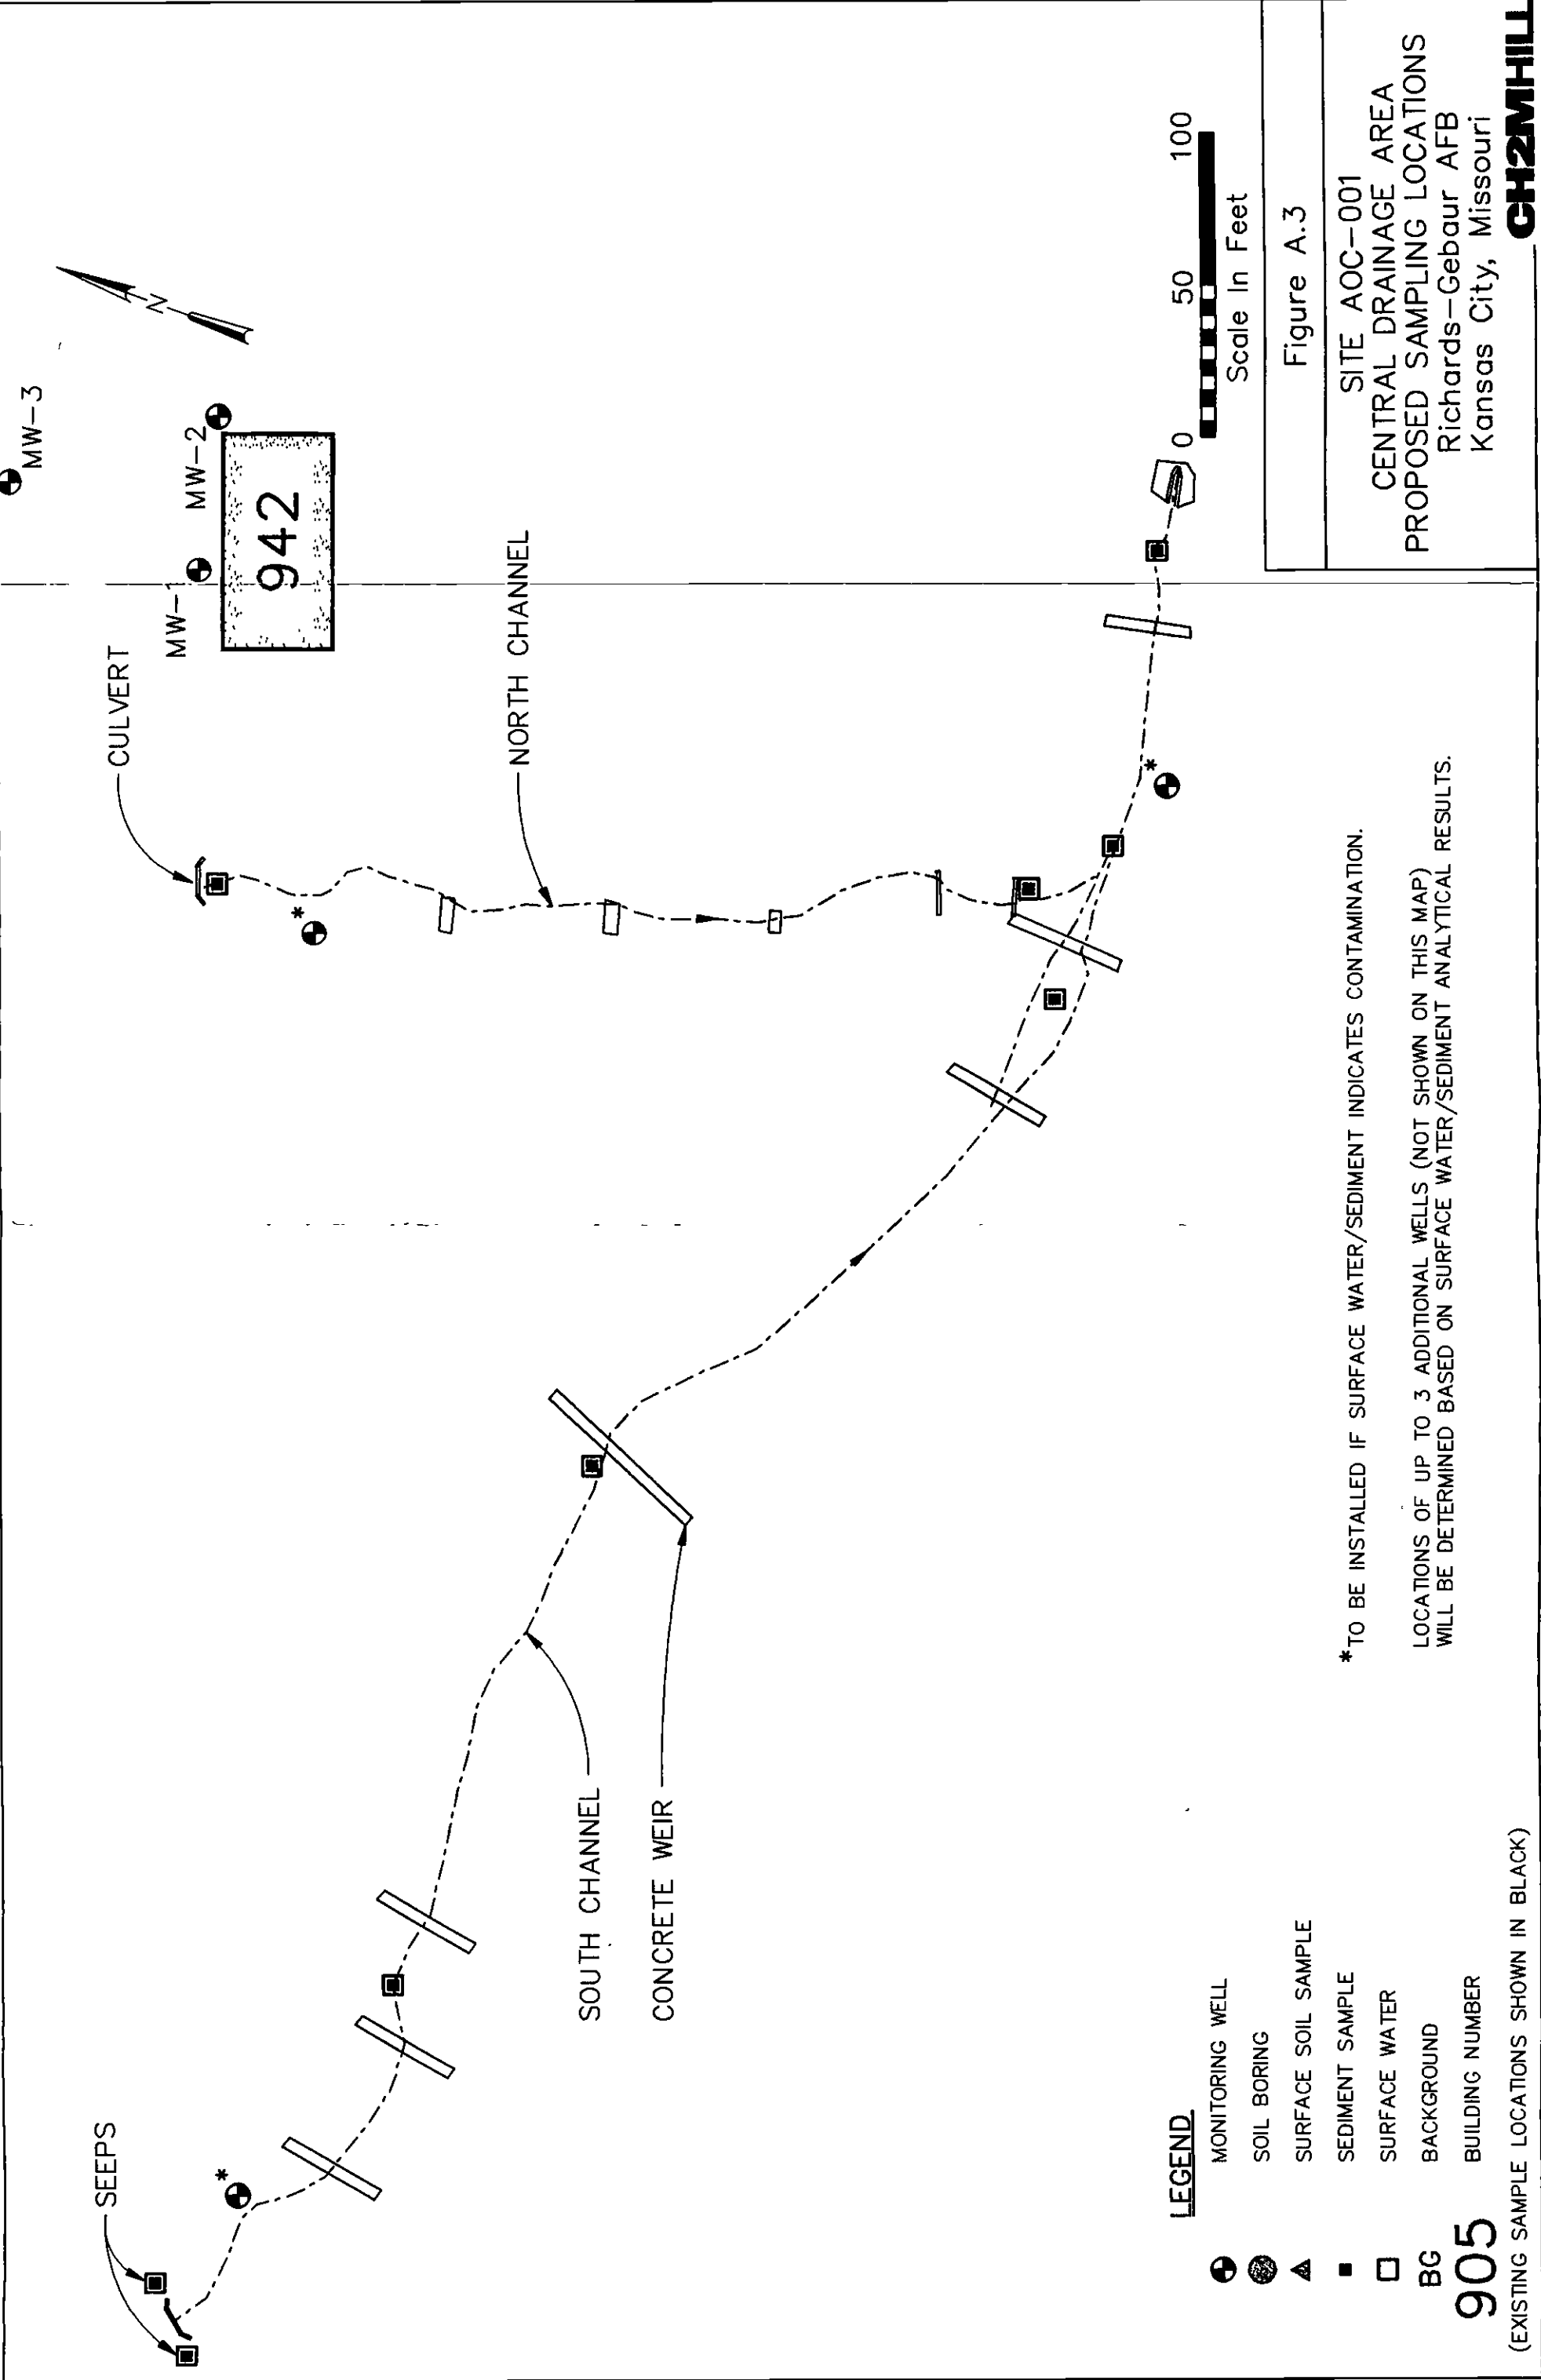 SEEPS
*
CULVERT
*
MW-1
MW-2
MW-3
942
N
NORTH CHANNEL
SOUTH CHANNEL
CONCRETE WEIR
*
LEGEND
MONITORING WELL
SOIL BORING
SURFACE SOIL SAMPLE
SEDIMENT SAMPLE
SURFACE WATER
BG BACKGROUND
905 BUILDING NUMBER
(EXISTING SAMPLE LOCATIONS SHOWN IN BLACK)
*TO BE INSTALLED IF SURFACE WATER/SEDIMENT INDICATES CONTAMINATION.
LOCATIONS OF UP TO 3 ADDITIONAL WELLS (NOT SHOWN ON THIS MAP)
WILL BE DETERMINED BASED ON SURFACE WATER/SEDIMENT ANALYTICAL RESULTS.
0 50 100
Scale In Feet
Figure A.3
SITE AOC-001
CENTRAL DRAINAGE AREA
PROPOSED SAMPLING LOCATIONS
Richards-Gebaur AFB
Kansas City, Missouri
CH2MHILL